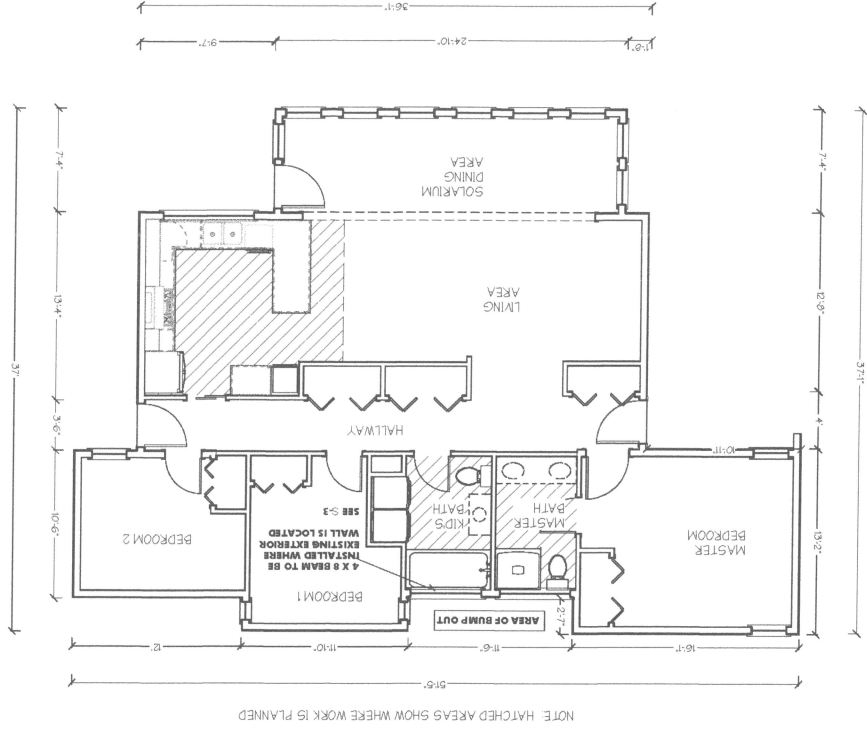 NOTE: HATCHED AREAS SHOW WHERE WORK IS PLANNED
51'-5"
16'-1"
11'-6"
11'-10"
12'
AREA OF BUMP OUT
2'-7"
BEDROOM 1
4 X 8 BEAM TO BE
INSTALLED WHERE
EXISTING EXTERIOR
WALL IS LOCATED
SEE S-3
MASTER
BEDROOM
MASTER
BATH
KID'S
BATH
BEDROOM 2
13'-2"
10'-6"
10'-11"
HALLWAY
4'
3'-6"
37'-1"
37'
LIVING
AREA
12'-8"
13'-4"
SOLARIUM
DINING
AREA
7'-4"
7'-4"
1'-8"
24'-10"
9'-7"
36'-1"